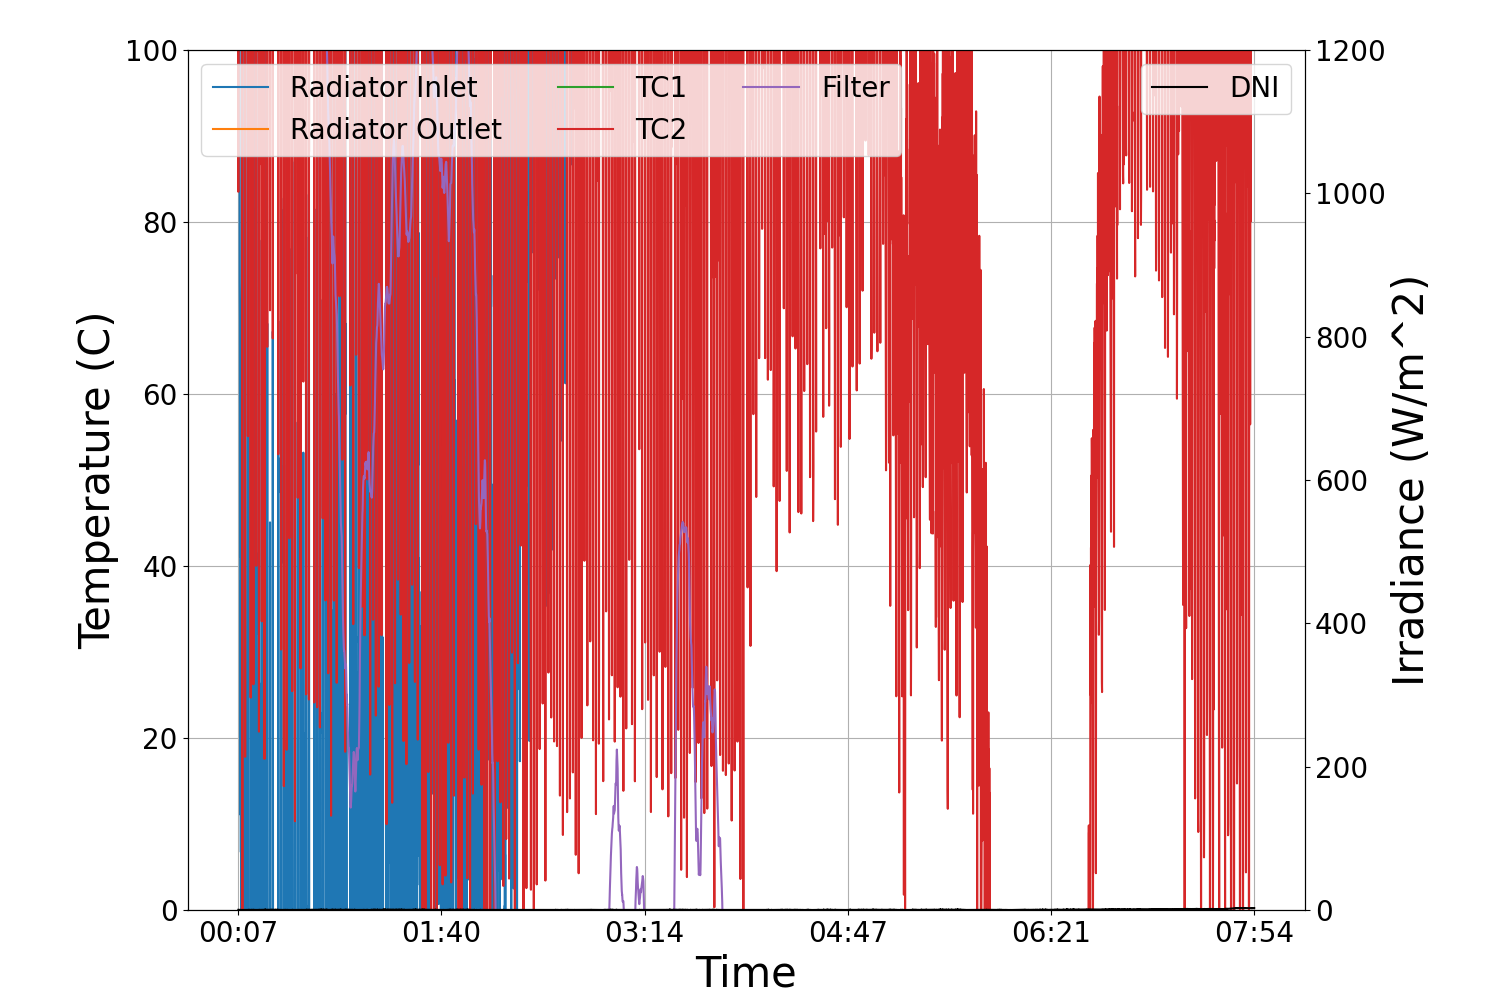 Radiator Inlet
Radiator Outlet
TC1
TC2
Filter
DNI
Temperature (C)
100
80
60
40
20
0
1200
1000
800
600
400
200
0
Irradiance (W/m^2)
00:07 01:40 03:14 04:47 06:21 07:54
Time